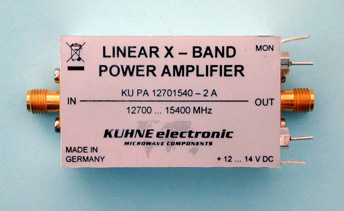 LINEAR X – BAND
MON
POWER AMPLIFIER
KU PA 12701540 – 2 A
IN
OUT
12700 ... 15400 MHz
KUHNE electronic
MICROWAVE COMPONENTS
MADE IN
GERMANY
+ 12 ... 14 V DC